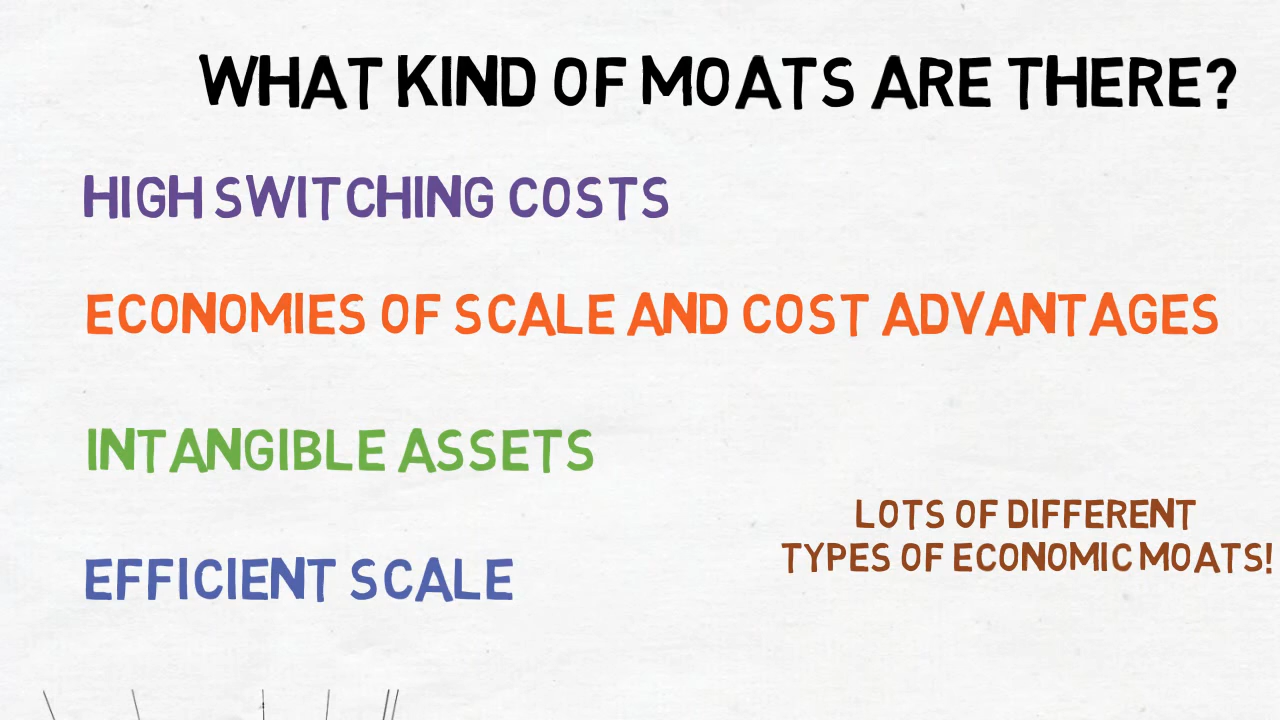 WHAT KIND OF MOATS ARE THERE?
HIGH SWITCHING COSTS
ECONOMIES OF SCALE AND COST ADVANTAGES
INTANGIBLE ASSETS
EFFICIENT SCALE
LOTS OF DIFFERENT
TYPES OF ECONOMIC MOATS!